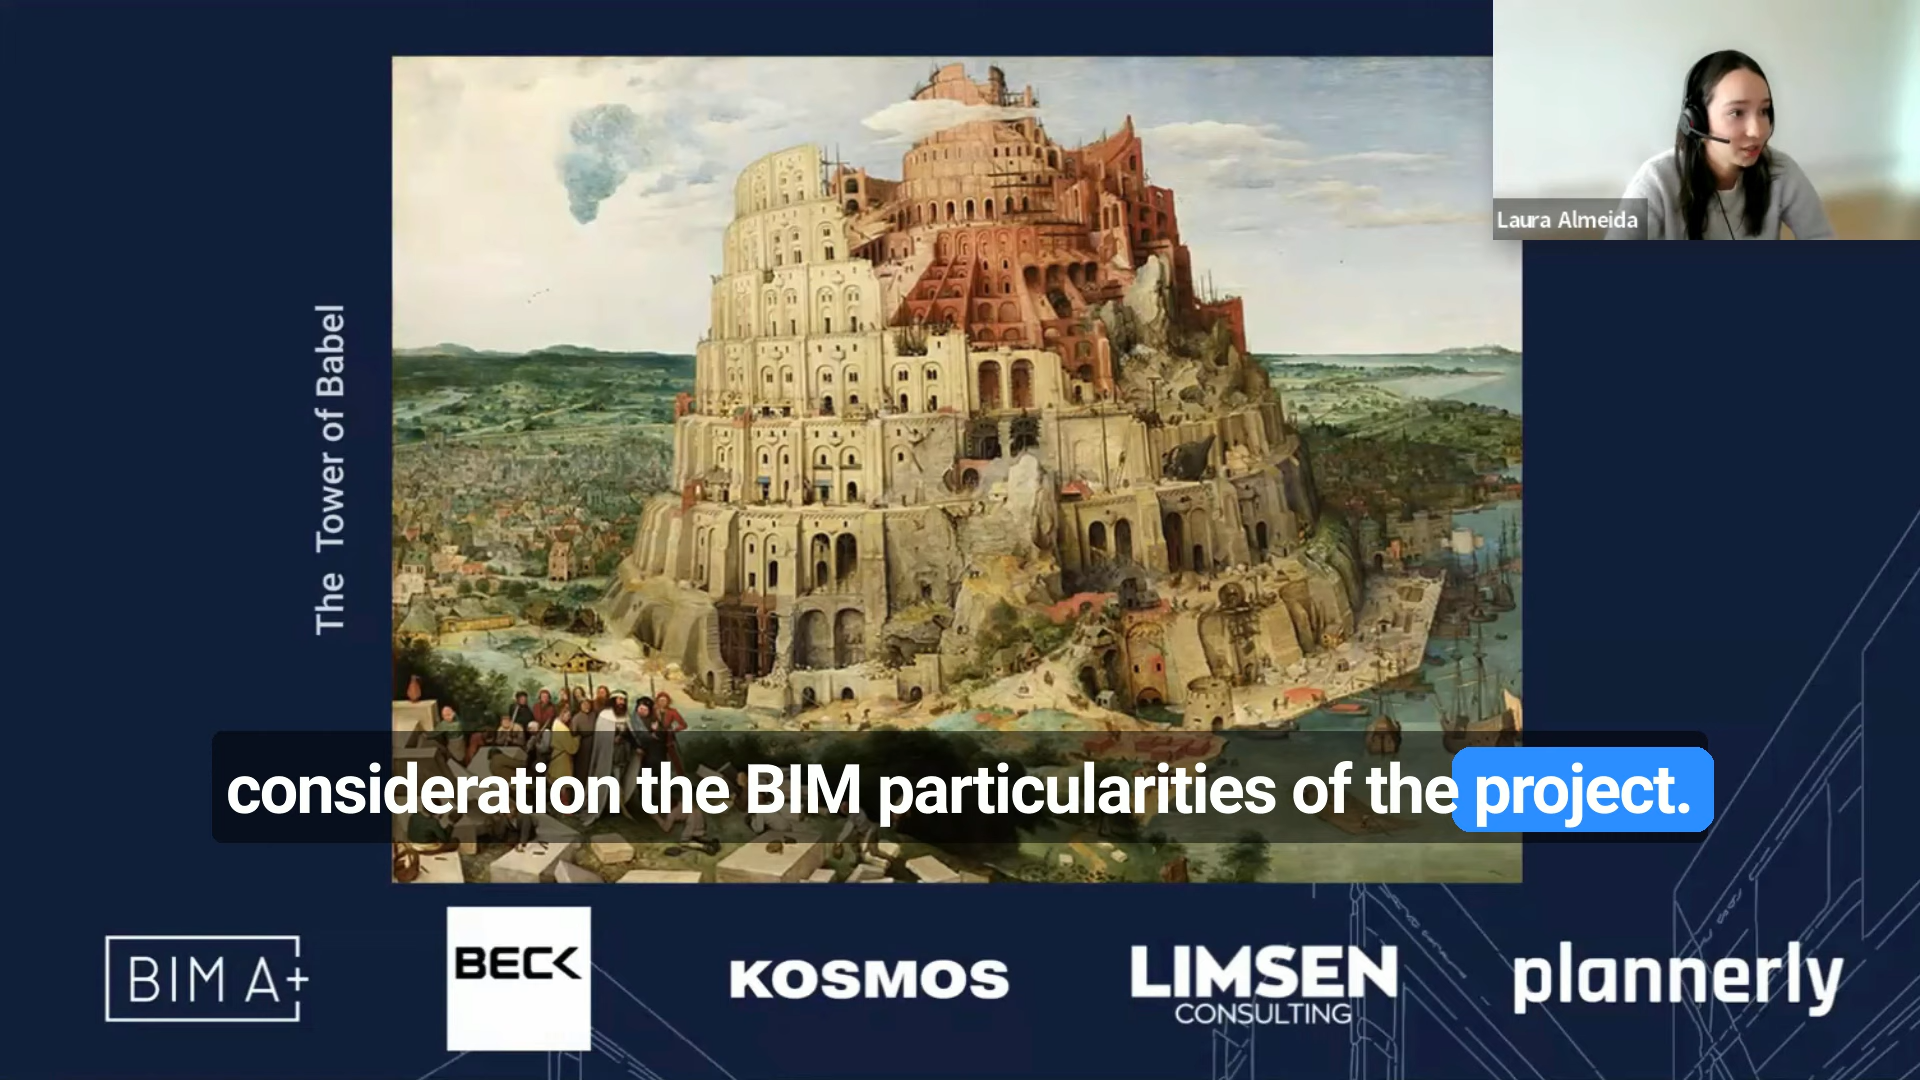 Laura Almeida
The Tower of Babel
consideration the BIM particularities of the project.
BIM A+
BECK
KOSMOS
LIMSEN
CONSULTING
plannerly